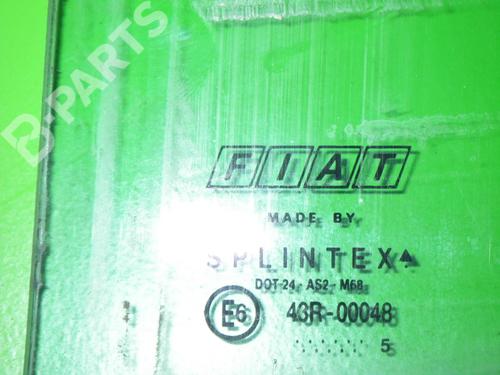 B-PARTS
FIAT
MADE BY
SPLINTEX
DOT-24-AS2-M68
E6 43R-00048
5